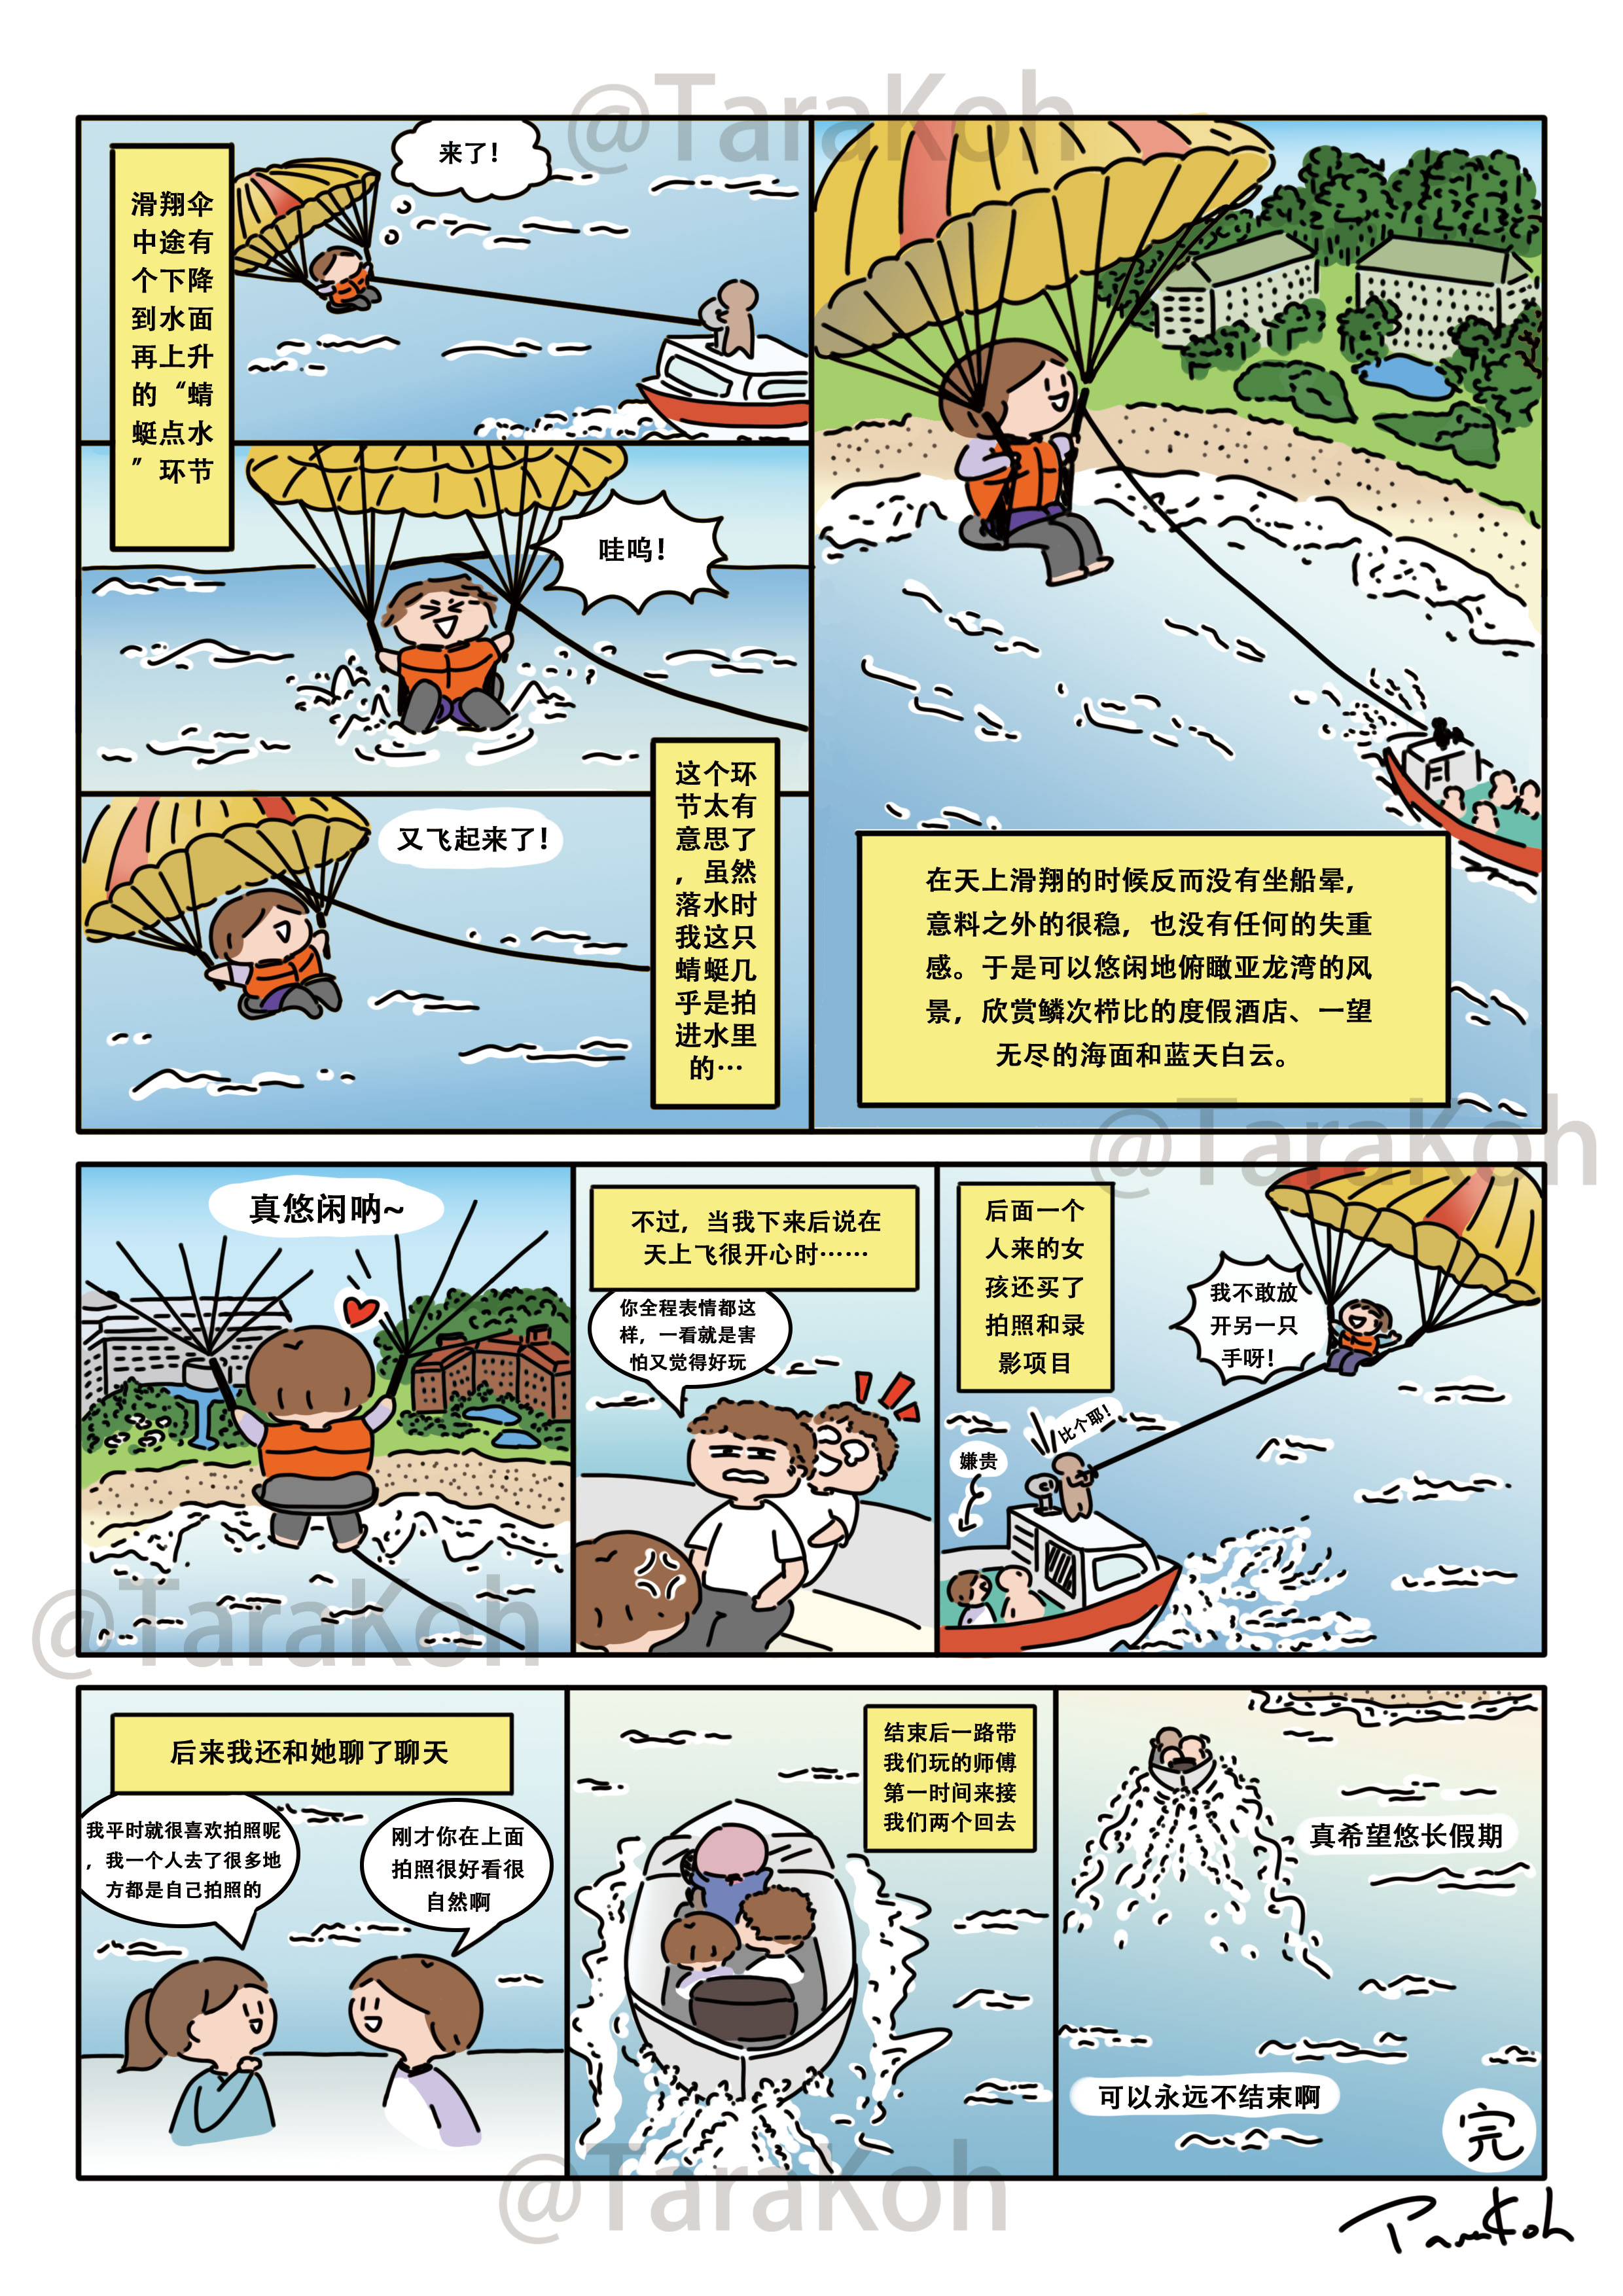 @TaraKoh
滑翔伞
中途有
个下降
到水面
再上升
的“蜻
蜓点水
”环节
来了!
哇呜!
又飞起来了!
这个环
节太有
意思了
，虽然
落水时
我这只
蜻蜓几
乎是拍
进水里
的…
在天上滑翔的时候反而没有坐船晕，
意料之外的很稳，也没有任何的失重
感。于是可以悠闲地俯瞰亚龙湾的风
景，欣赏鳞次栉比的度假酒店、一望
无尽的海面和蓝天白云。
@TaraKoh
真悠闲呐~
不过，当我下来后说在
天上飞很开心时……
你全程表情都这
样，一看就是害
怕又觉得好玩
后面一个
人来的女
孩还买了
拍照和录
影项目
我不敢放
开另一只
手呀!
比个耶!
嫌贵
@TaraKoh
后来我还和她聊了聊天
我平时就很喜欢拍照呢
，我一个人去了很多地
方都是自己拍照的
刚才你在上面
拍照很好看很
自然啊
结束后一路带
我们玩的师傅
第一时间来接
我们两个回去
真希望悠长假期
可以永远不结束啊
完
@TaraKoh
TaraKoh